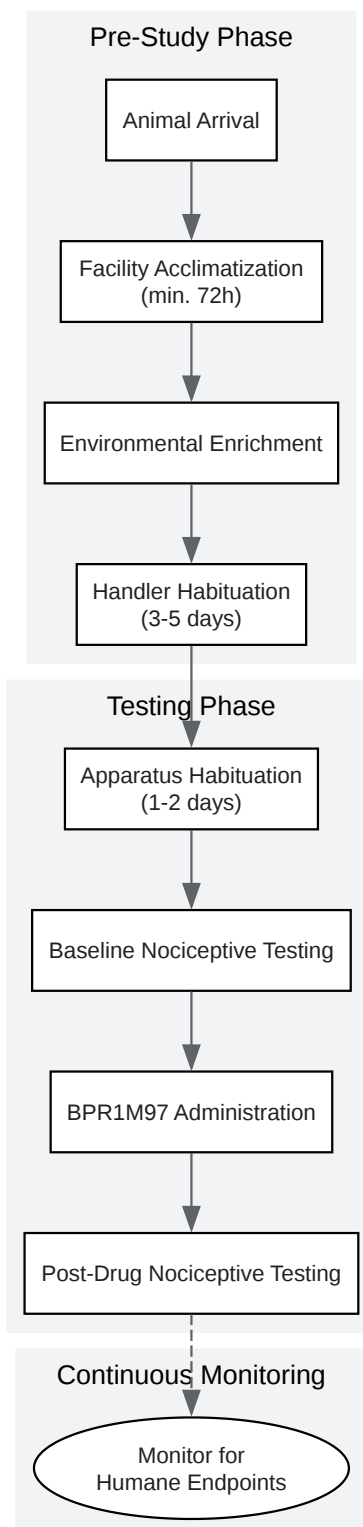 Pre-Study Phase
Animal Arrival
Facility Acclimatization
(min. 72h)
Environmental Enrichment
Handler Habituation
(3-5 days)
Testing Phase
Apparatus Habituation
(1-2 days)
Baseline Nociceptive Testing
BPR1M97 Administration
Post-Drug Nociceptive Testing
Continuous Monitoring
Monitor for
Humane Endpoints